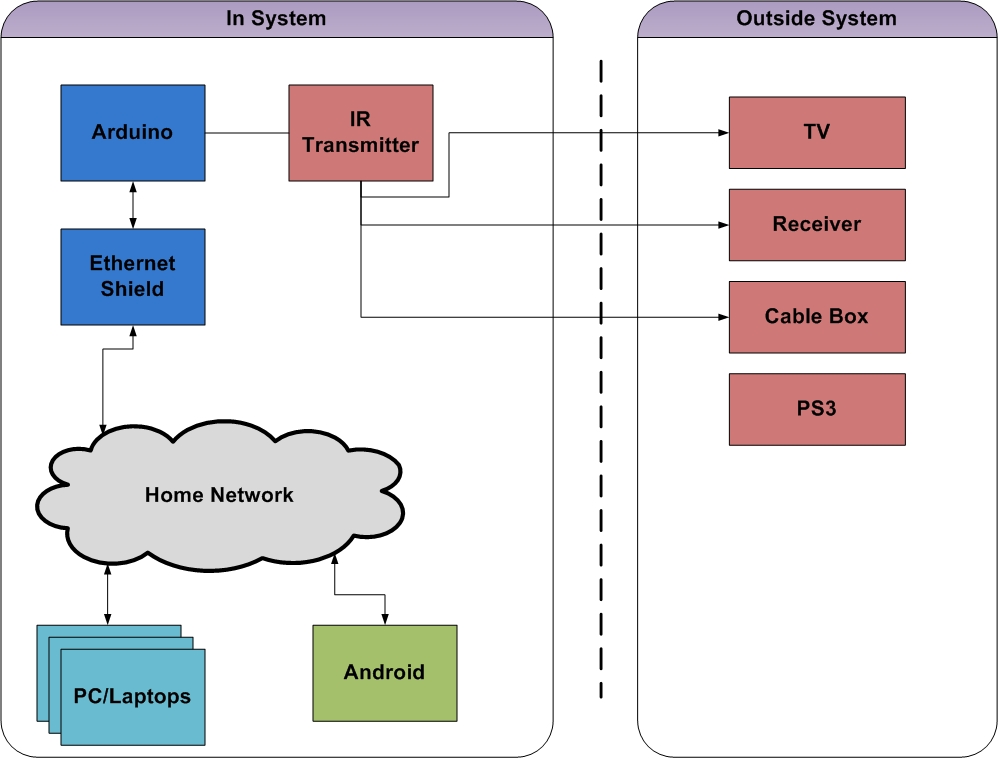 In System
Outside System
Arduino
IR
Transmitter
TV
Receiver
Ethernet
Shield
Cable Box
PS3
Home Network
PC/Laptops
Android